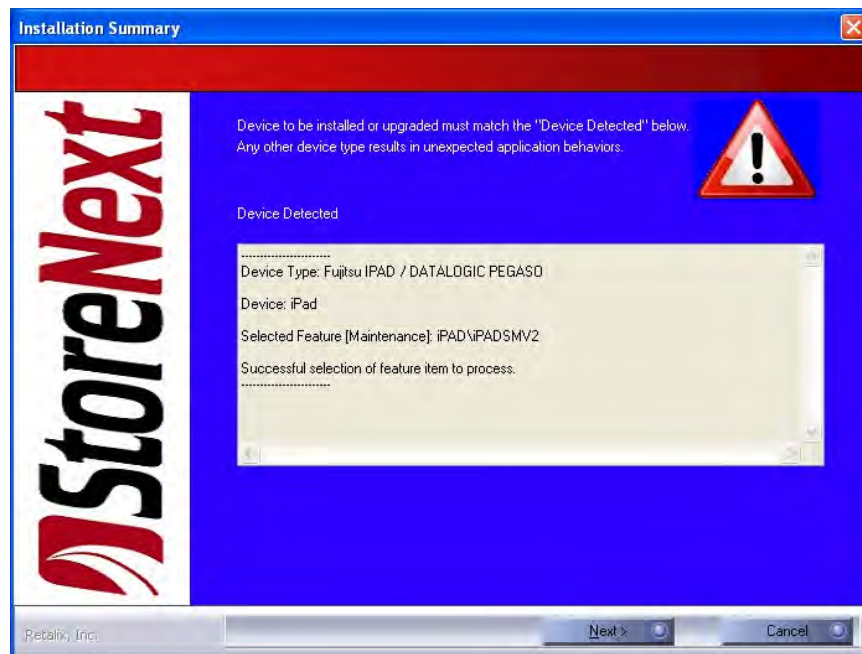 Installation Summary
StoreNext
Device to be installed or upgraded must match the "Device Detected" below.
Any other device type results in unexpected application behaviors.
Device Detected
------------------------
Device Type: Fujitsu IPAD / DATALOGIC PEGASO
Device: iPad
Selected Feature [Maintenance]: iPAD\iPADSMV2
Successful selection of feature item to process.
------------------------
Retalix, Inc.
Next >
Cancel